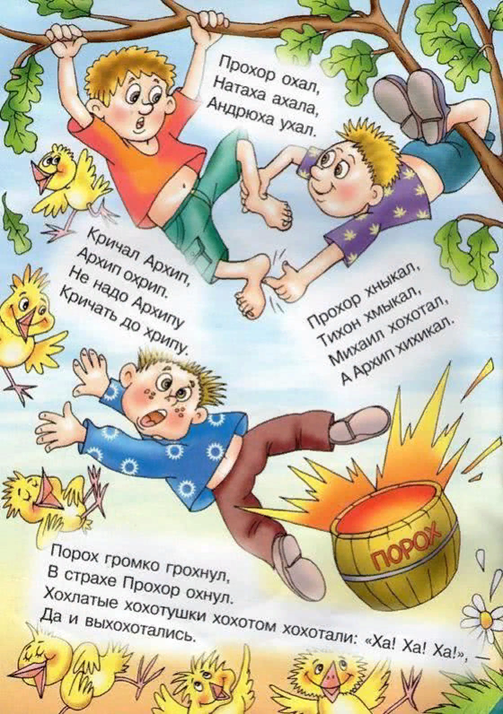 Прохор охал,
Натаха ахала,
Андрюха ухал.
Кричал Архип,
Архип охрип.
Не надо Архипу
Кричать до хрипу.
Прохор хныкал,
Тихон хмыкал,
Михаил хохотал,
А Архип хихикал.
ПОРОХ
Порох громко грохнул,
В страхе Прохор охнул.
Хохлатые хохотушки хохотом хохотали: «Ха! Ха! Ха!», —
Да и выхохотались.